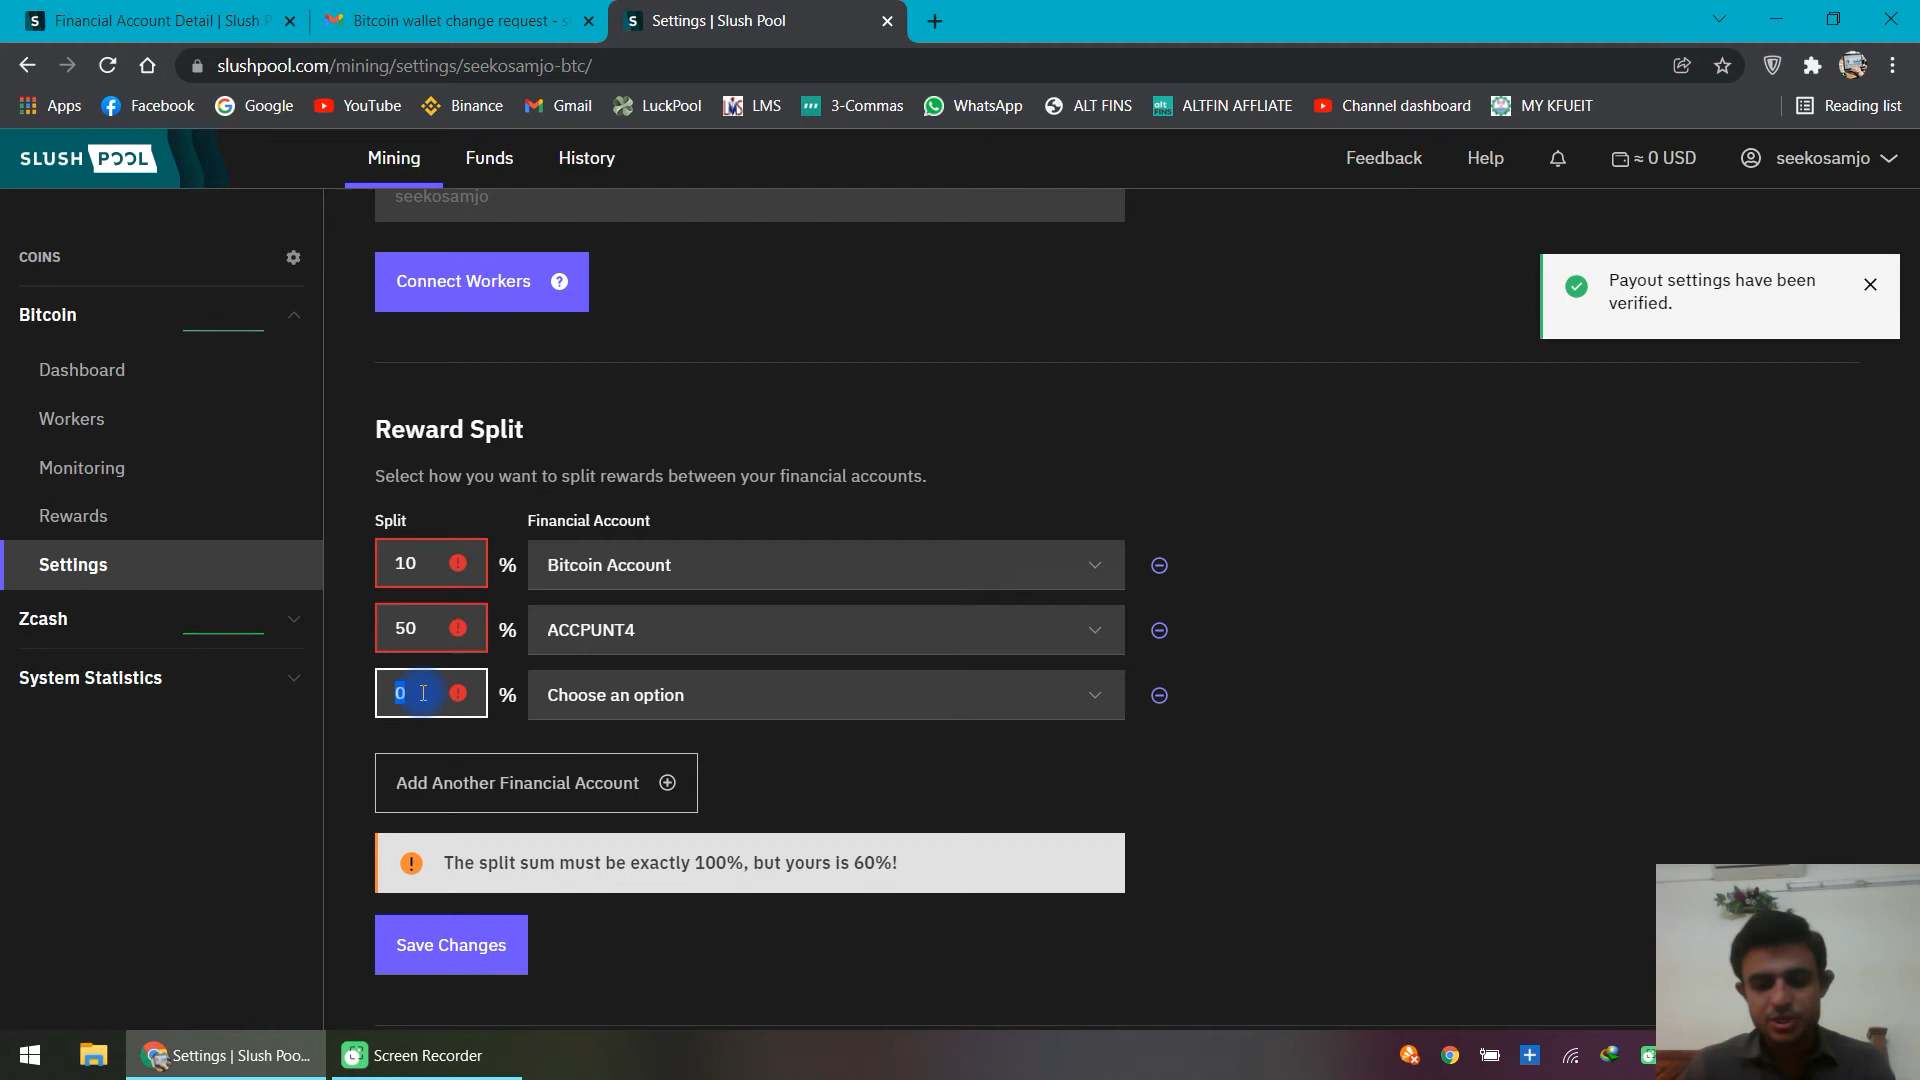 Financial Account Detail | Slush P
Bitcoin wallet change request - s
Settings | Slush Pool
slushpool.com/mining/settings/seekosamjo-btc/
Apps
Facebook
Google
YouTube
Binance
Gmail
LuckPool
LMS
3-Commas
WhatsApp
ALT FINS
ALTFIN AFFLIATE
Channel dashboard
MY KFUEIT
Reading list
SLUSH POOL
Mining
Funds
History
Feedback
Help
≈ 0 USD
seekosamjo
COINS
Bitcoin
Dashboard
Workers
Monitoring
Rewards
Settings
Zcash
System Statistics
seekosamjo
Connect Workers ?
Payout settings have been
verified.
Reward Split
Select how you want to split rewards between your financial accounts.
Split
Financial Account
10 % Bitcoin Account
50 % ACCPUNT4
0 % Choose an option
Add Another Financial Account
The split sum must be exactly 100%, but yours is 60%!
Save Changes
Settings | Slush Poo...
Screen Recorder